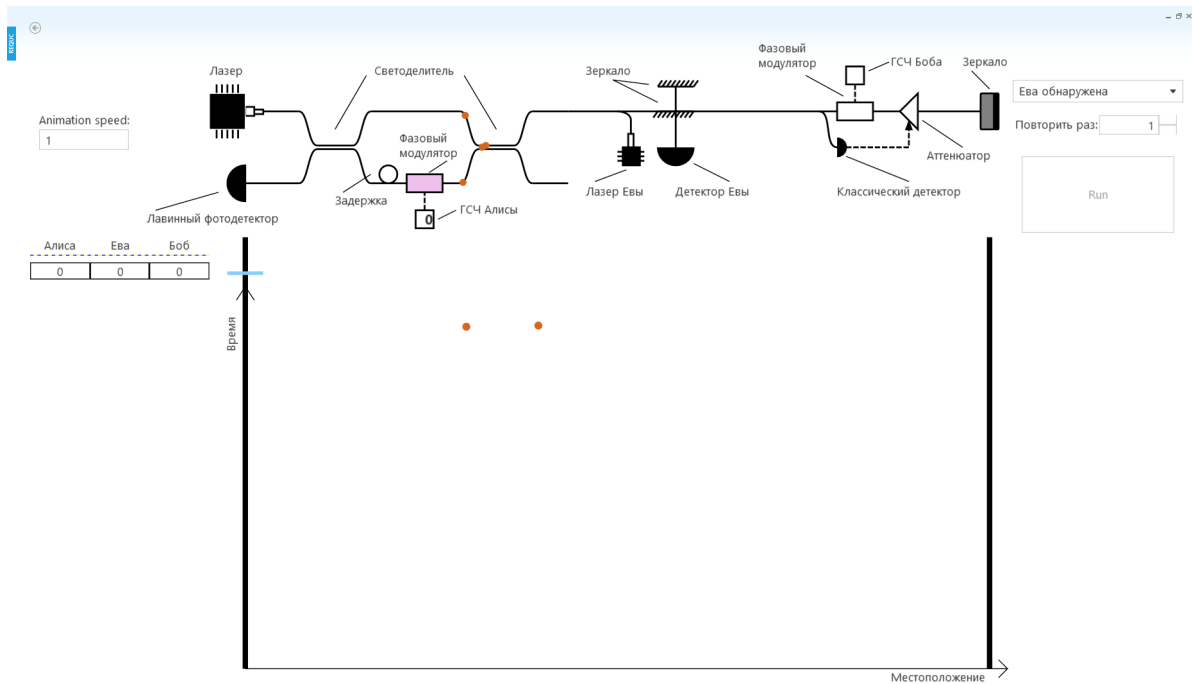 REQUC
Лазер
Светоделитель
Зеркало
Фазовый
модулятор
ГСЧ Боба
Зеркало
Ева обнаружена
Animation speed:
1
Повторить раз:
1
Фазовый
модулятор
Аттенюатор
Run
Задержка
Лазер Евы
Детектор Евы
Классический детектор
0
ГСЧ Алисы
Лавинный фотодетектор
Алиса
Ева
Боб
0
0
0
Время
Местоположение